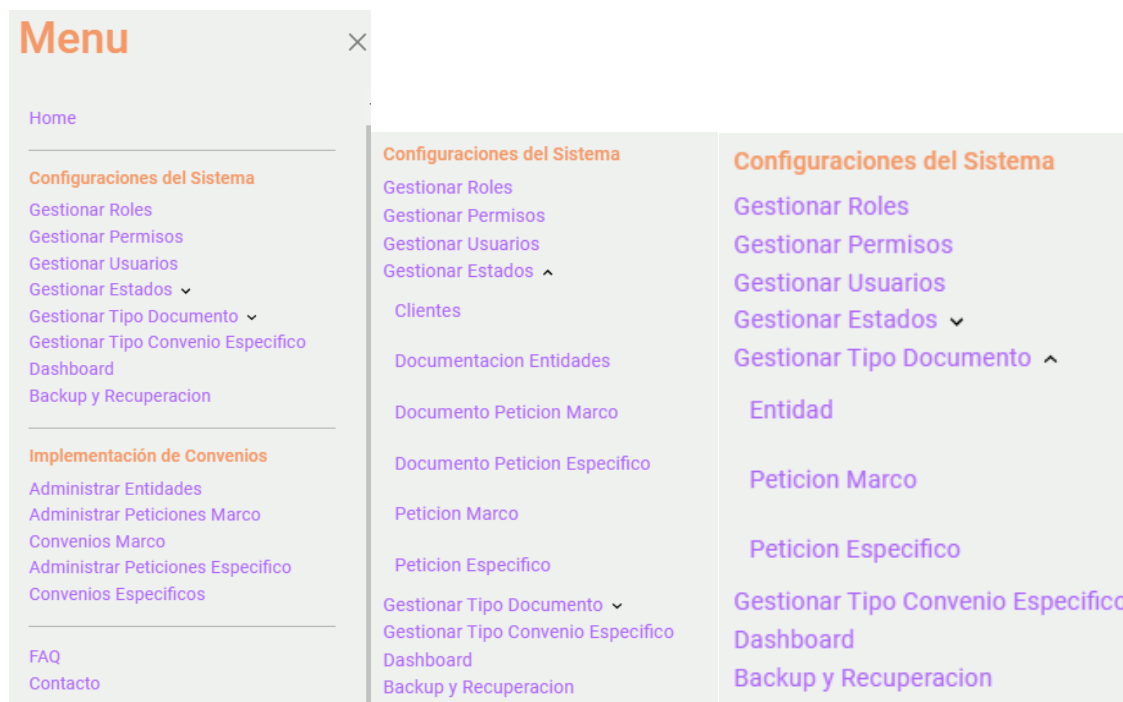 Menu
Home
Configuraciones del Sistema
Gestionar Roles
Gestionar Permisos
Gestionar Usuarios
Gestionar Estados
Gestionar Tipo Documento
Gestionar Tipo Convenio Especifico
Dashboard
Backup y Recuperacion
Implementación de Convenios
Administrar Entidades
Administrar Peticiones Marco
Convenios Marco
Administrar Peticiones Especifico
Convenios Especificos
FAQ
Contacto
Configuraciones del Sistema
Gestionar Roles
Gestionar Permisos
Gestionar Usuarios
Gestionar Estados
Clientes
Documentacion Entidades
Documento Peticion Marco
Documento Peticion Especifico
Peticion Marco
Peticion Especifico
Gestionar Tipo Documento
Gestionar Tipo Convenio Especifico
Dashboard
Backup y Recuperacion
Configuraciones del Sistema
Gestionar Roles
Gestionar Permisos
Gestionar Usuarios
Gestionar Estados
Gestionar Tipo Documento
Entidad
Peticion Marco
Peticion Especifico
Gestionar Tipo Convenio Especifico
Dashboard
Backup y Recuperacion